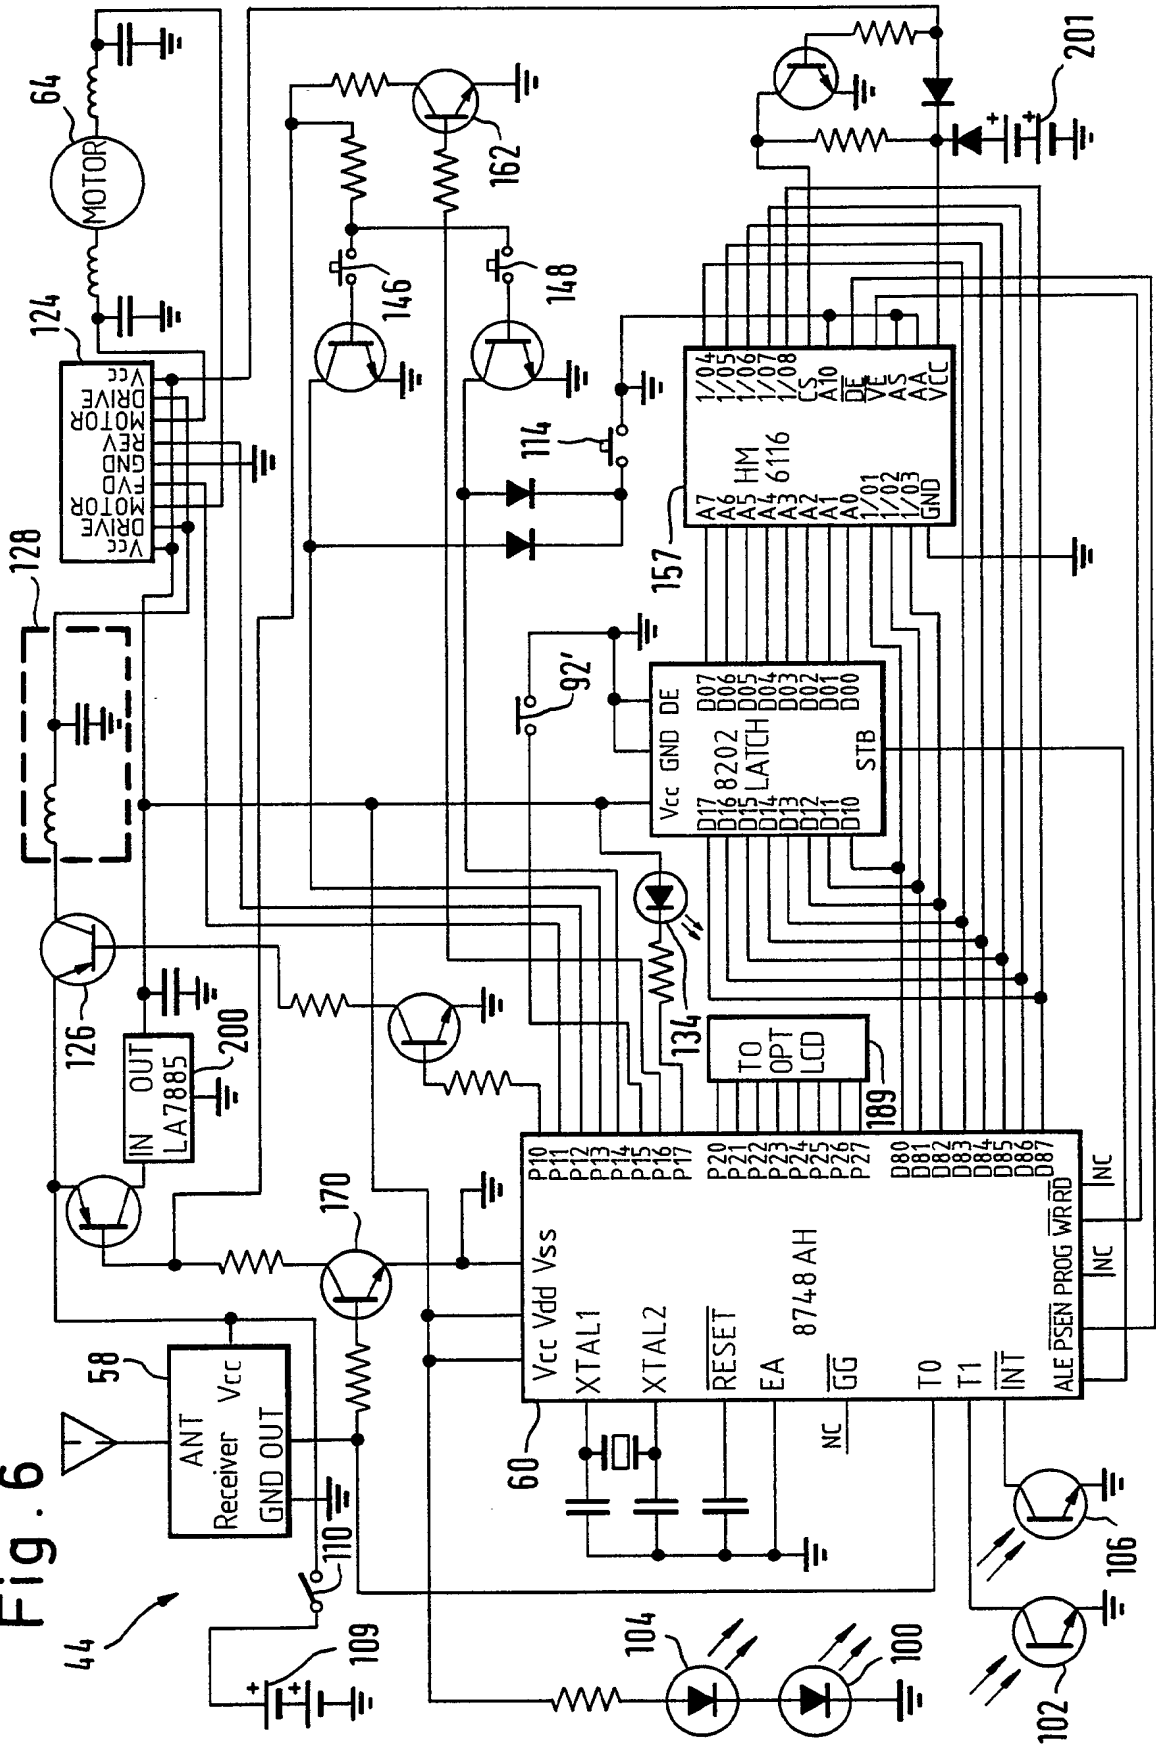 Fig. 6
44
109
110
58
ANT
Receiver Vcc
GND OUT
170
126
IN OUT
LA7885
200
128
124
Vcc
DRIVE
MOTOR
FVD
GND
REV
MOTOR
DRIVE
Vcc
64
MOTOR
162
146
148
114
92'
134
201
157
A7
A6
A5
A4
A3
A2
A1
A0
1/01
1/02
1/03
GND
HM
6116
1/04
1/05
1/06
1/07
1/08
CS
A10
DE
VE
AS
AA
VCC
Vcc GND DE
D17
D16
D15
D14
D13
D12
D11
D10
8202
LATCH
D07
D06
D05
D04
D03
D02
D01
D00
STB
TO
OPT
LCD
189
60
Vcc Vdd Vss
XTAL1
XTAL2
RESET
EA
GG
NC
T0
T1
INT
8748AH
P10
P11
P12
P13
P14
P15
P16
P17
P20
P21
P22
P23
P24
P25
P26
P27
D80
D81
D82
D83
D84
D85
D86
D87
ALE PSEN PROG WR RD
NC
NC
104
100
102
106